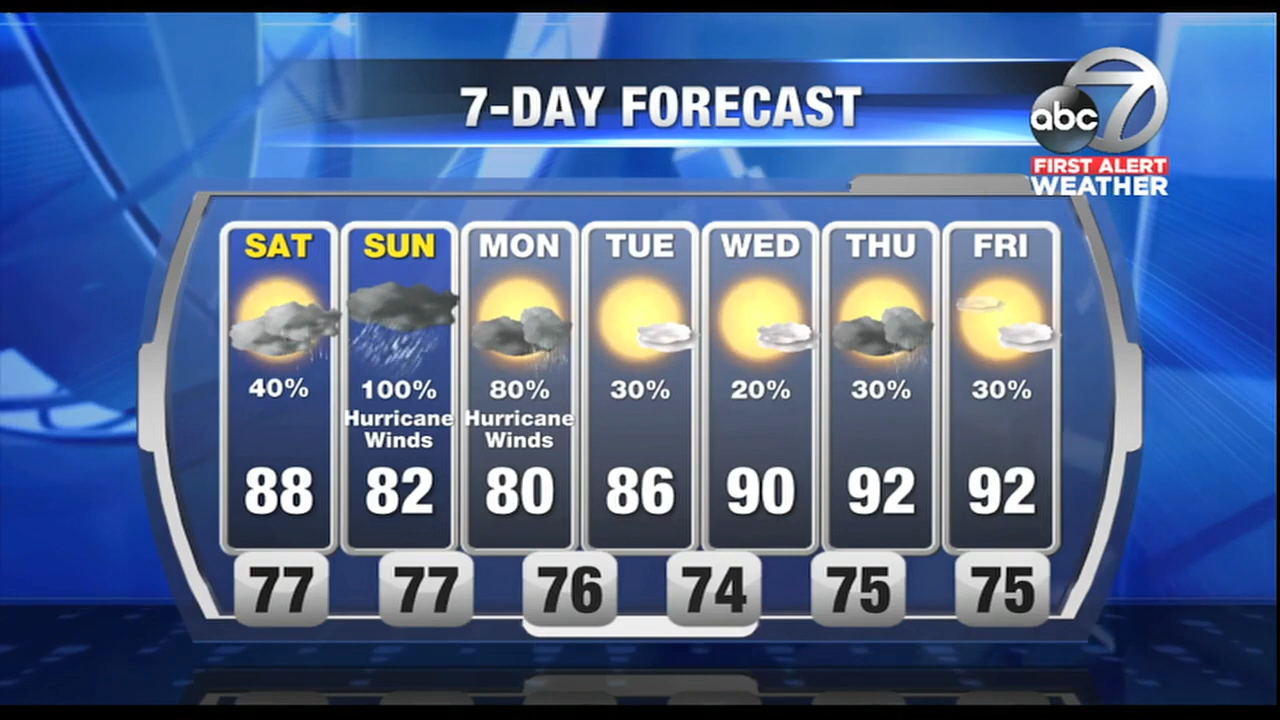 7-DAY FORECAST
abc 7
FIRST ALERT
WEATHER
SAT SUN MON TUE WED THU FRI
40% 100% 80% 30% 20% 30% 30%
Hurricane Hurricane
Winds Winds
88 82 80 86 90 92 92
77 77 76 74 75 75